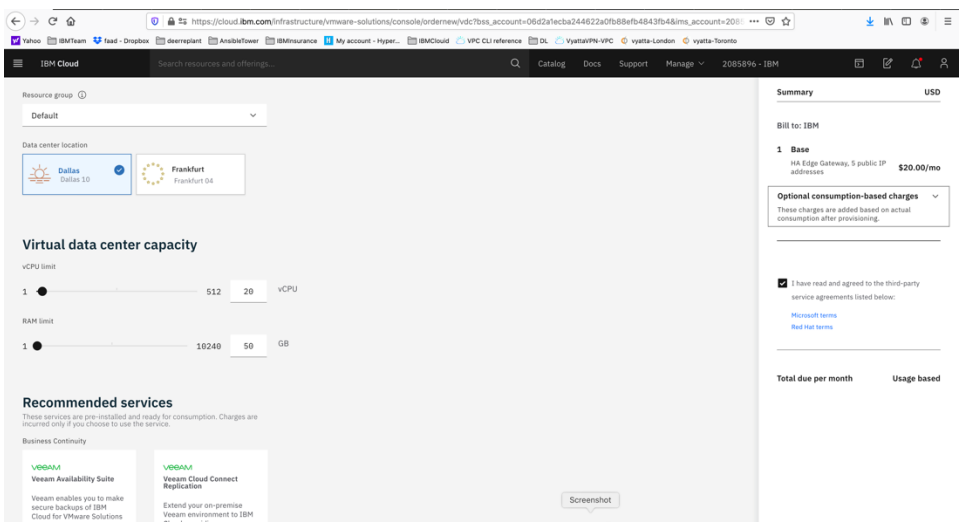 https://cloud.ibm.com/infrastructure/vmware-solutions/console/ordernew/vdc?bss_account=06d2a1ecba244622a0fb88efb4843fb4&ims_account=208
Yahoo IBMTeam faad - Dropbox deerreplant AnsibleTower IBMInsurance My account - Hyper... IBMClouid VPC CLI reference DL VyattaVPN-VPC vyatta-London vyatta-Toronto
IBM Cloud Search resources and offerings... Catalog Docs Support Manage 2085896 - IBM
Resource group
Default
Data center location
Dallas
Dallas 10
Frankfurt
Frankfurt 04
Virtual data center capacity
vCPU limit
1 512 20 vCPU
RAM limit
1 10240 50 GB
Recommended services
These services are pre-installed and ready for consumption. Charges are
incurred only if you choose to use the service.
Business Continuity
veeAM
Veeam Availability Suite
Veeam enables you to make
secure backups of IBM
Cloud for VMware Solutions
veeAM
Veeam Cloud Connect
Replication
Extend your on-premise
Veeam environment to IBM
Screenshot
Summary USD
Bill to: IBM
1 Base
HA Edge Gateway, 5 public IP
addresses
$20.00/mo
Optional consumption-based charges
These charges are added based on actual
consumption after provisioning.
I have read and agreed to the third-party
service agreements listed below:
Microsoft terms
Red Hat terms
Total due per month Usage based